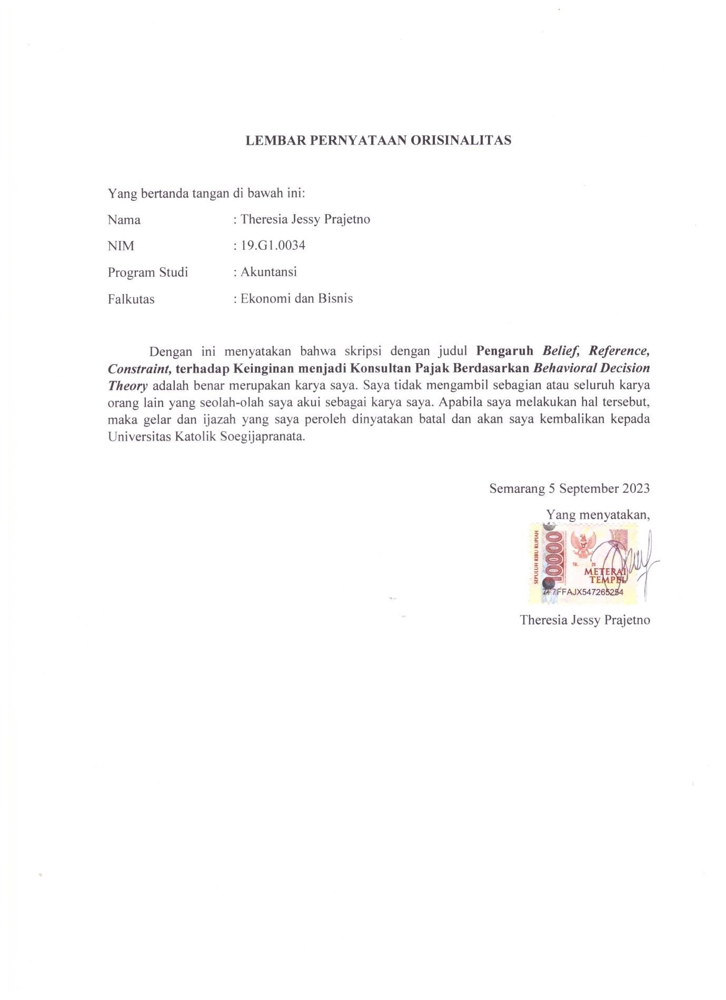 LEMBAR PERNYATAAN ORISINALITAS
Yang bertanda tangan di bawah ini:
Nama : Theresia Jessy Prajetno
NIM : 19.G1.0034
Program Studi : Akuntansi
Falkutas : Ekonomi dan Bisnis
Dengan ini menyatakan bahwa skripsi dengan judul Pengaruh Belief, Reference,
Constraint, terhadap Keinginan menjadi Konsultan Pajak Berdasarkan Behavioral Decision
Theory adalah benar merupakan karya saya. Saya tidak mengambil sebagian atau seluruh karya
orang lain yang seolah-olah saya akui sebagai karya saya. Apabila saya melakukan hal tersebut,
maka gelar dan ijazah yang saya peroleh dinyatakan batal dan akan saya kembalikan kepada
Universitas Katolik Soegijapranata.
Semarang 5 September 2023
Yang menyatakan,
SEPULUH RIBU RUPIAH
10000
TGL 20
METERAI
TEMPEL
Theresia Jessy Prajetno